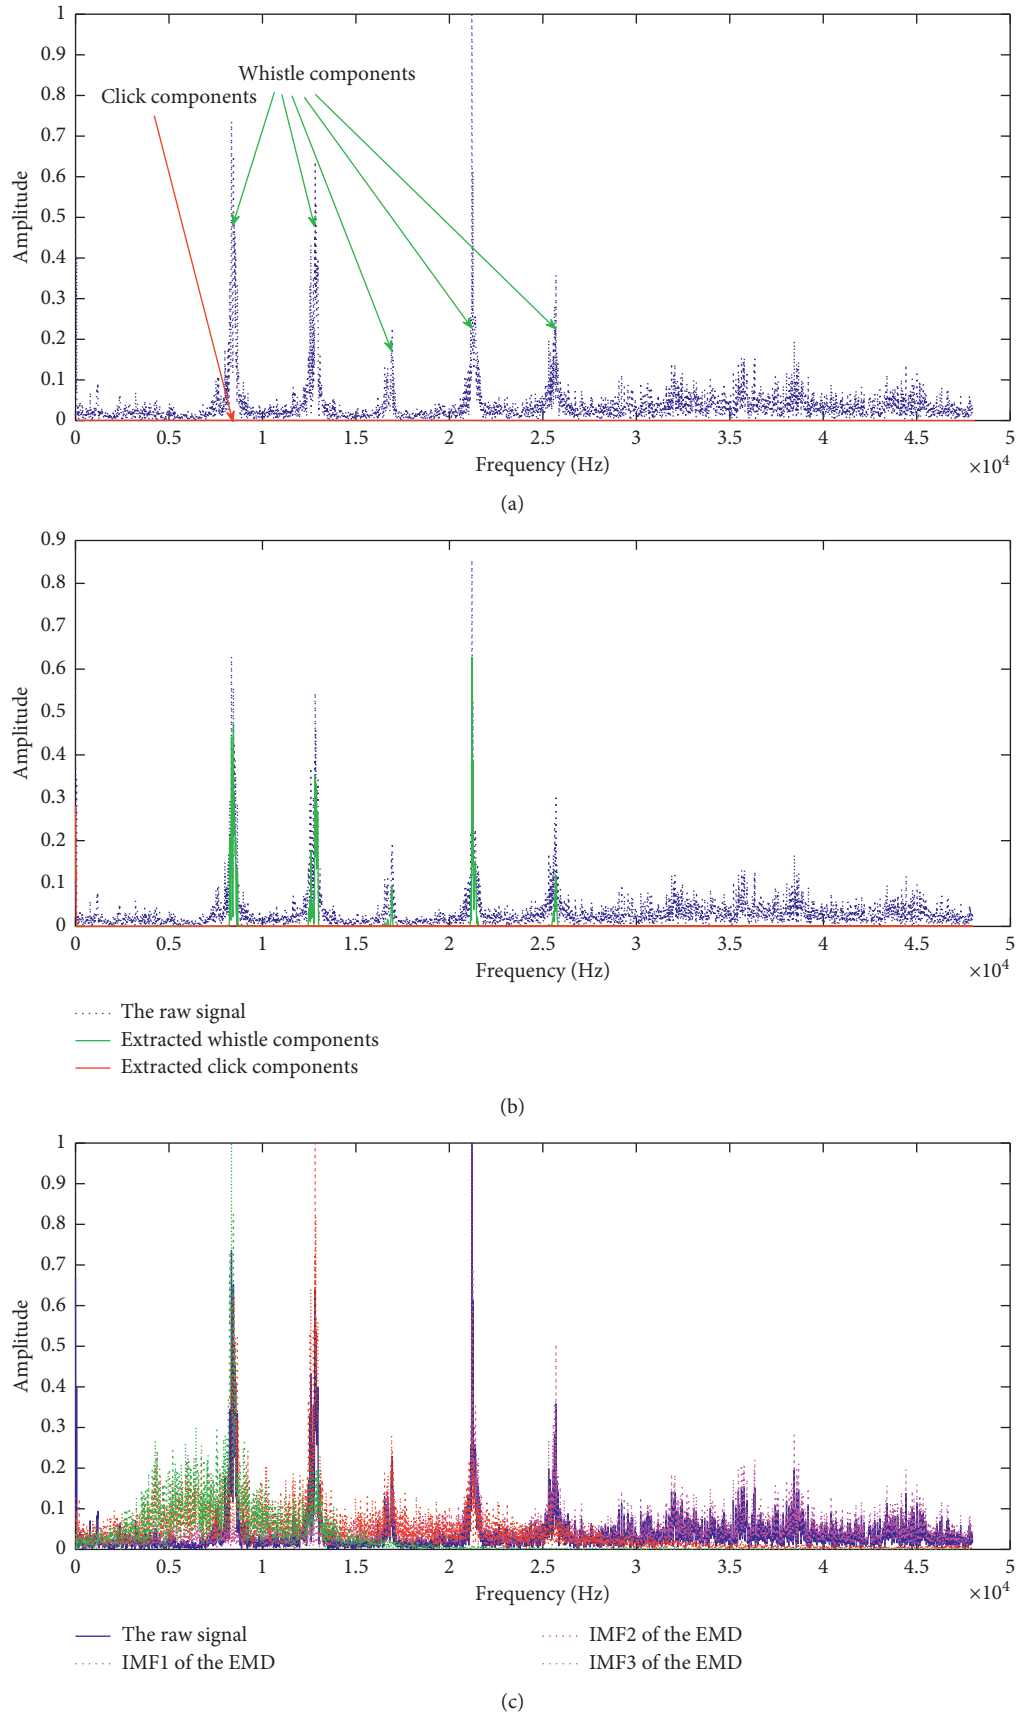 1
0.9
0.8
0.7
0.6
0.5
0.4
0.3
0.2
0.1
0
Amplitude
Click components
Whistle components
0 0.5 1 1.5 2 2.5 3 3.5 4 4.5 5
Frequency (Hz)
×10⁴
(a)
0.9
0.8
0.7
0.6
0.5
0.4
0.3
0.2
0.1
0
Amplitude
0 0.5 1 1.5 2 2.5 3 3.5 4 4.5 5
Frequency (Hz)
×10⁴
The raw signal
Extracted whistle components
Extracted click components
(b)
1
0.9
0.8
0.7
0.6
0.5
0.4
0.3
0.2
0.1
0
Amplitude
0 0.5 1 1.5 2 2.5 3 3.5 4 4.5 5
Frequency (Hz)
×10⁴
The raw signal
IMF1 of the EMD
IMF2 of the EMD
IMF3 of the EMD
(c)